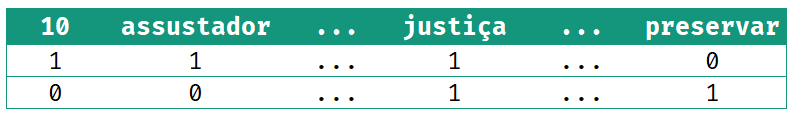 10 assustador ... justiça ... preservar
1 1 ... 1 ... 0
0 0 ... 1 ... 1